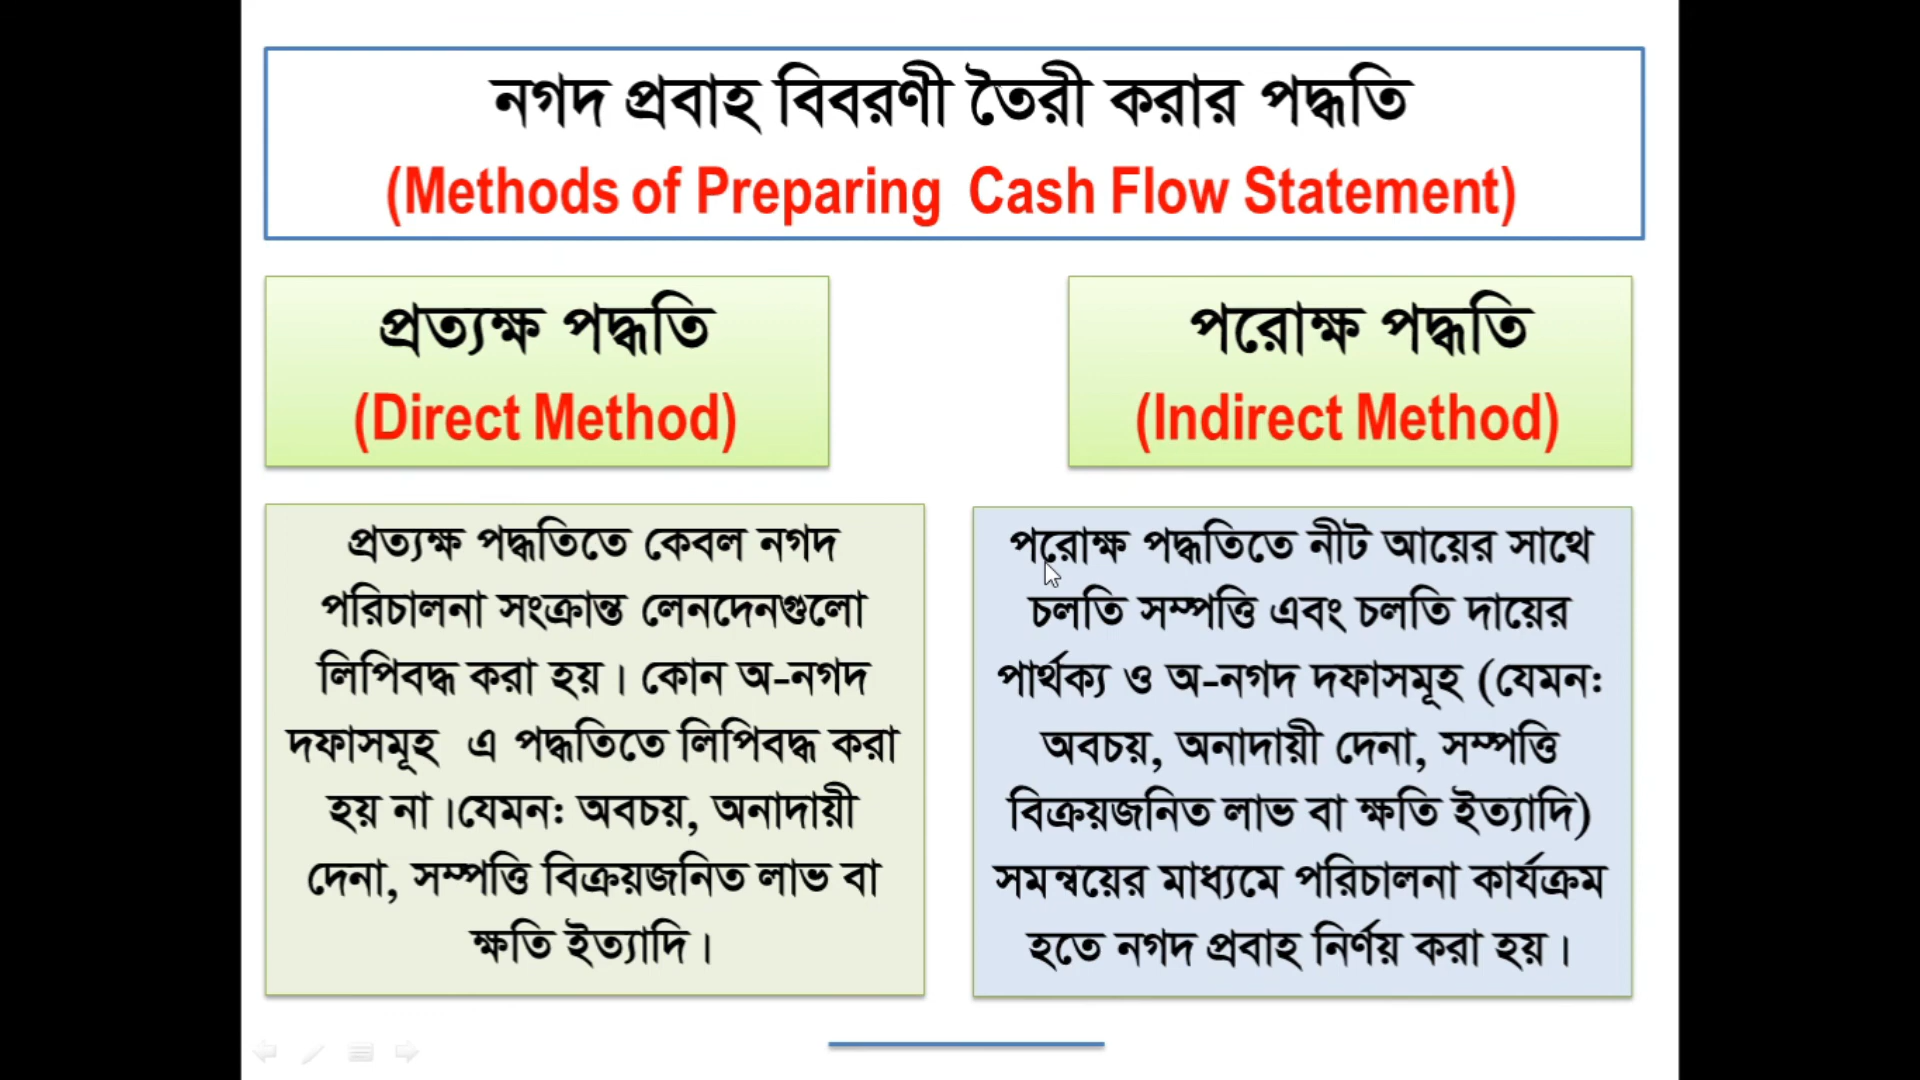 নগদ প্রবাহ বিবরণী তৈরী করার পদ্ধতি
(Methods of Preparing Cash Flow Statement)
প্রত্যক্ষ পদ্ধতি
(Direct Method)
প্রত্যক্ষ পদ্ধতিতে কেবল নগদ
পরিচালনা সংক্রান্ত লেনদেনগুলো
লিপিবদ্ধ করা হয়। কোন অ-নগদ
দফাসমূহ এ পদ্ধতিতে লিপিবদ্ধ করা
হয় না।যেমন: অবচয়, অনাদায়ী
দেনা, সম্পত্তি বিক্রয়জনিত লাভ বা
ক্ষতি ইত্যাদি।
পরোক্ষ পদ্ধতি
(Indirect Method)
পরোক্ষ পদ্ধতিতে নীট আয়ের সাথে
চলতি সম্পত্তি এবং চলতি দায়ের
পার্থক্য ও অ-নগদ দফাসমূহ (যেমন:
অবচয়, অনাদায়ী দেনা, সম্পত্তি
বিক্রয়জনিত লাভ বা ক্ষতি ইত্যাদি)
সমন্বয়ের মাধ্যমে পরিচালনা কার্যক্রম
হতে নগদ প্রবাহ নির্ণয় করা হয়।